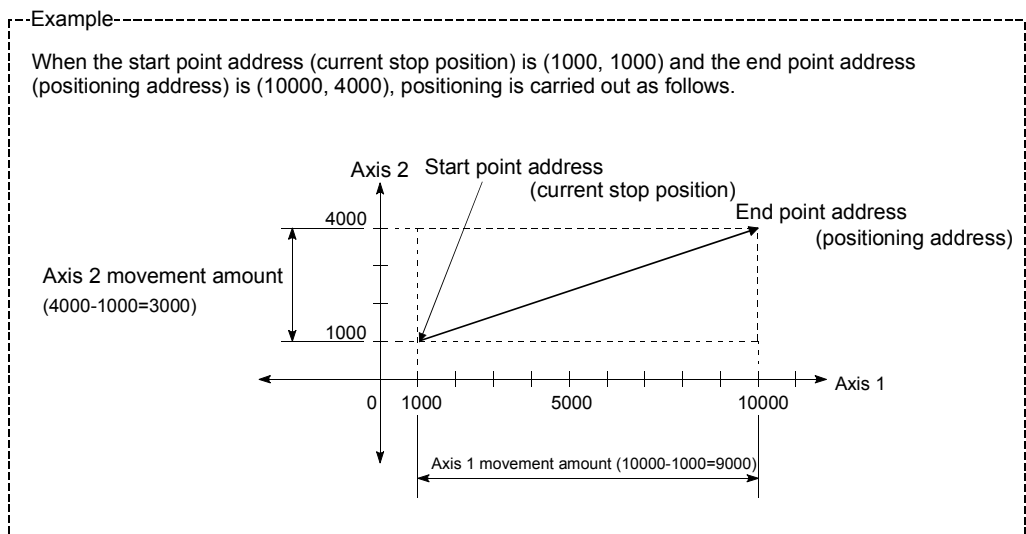 Example
When the start point address (current stop position) is (1000, 1000) and the end point address
(positioning address) is (10000, 4000), positioning is carried out as follows.
Axis 2
Start point address
(current stop position)
End point address
(positioning address)
4000
Axis 2 movement amount
(4000-1000=3000)
1000
Axis 1
0
1000
5000
10000
Axis 1 movement amount (10000-1000=9000)